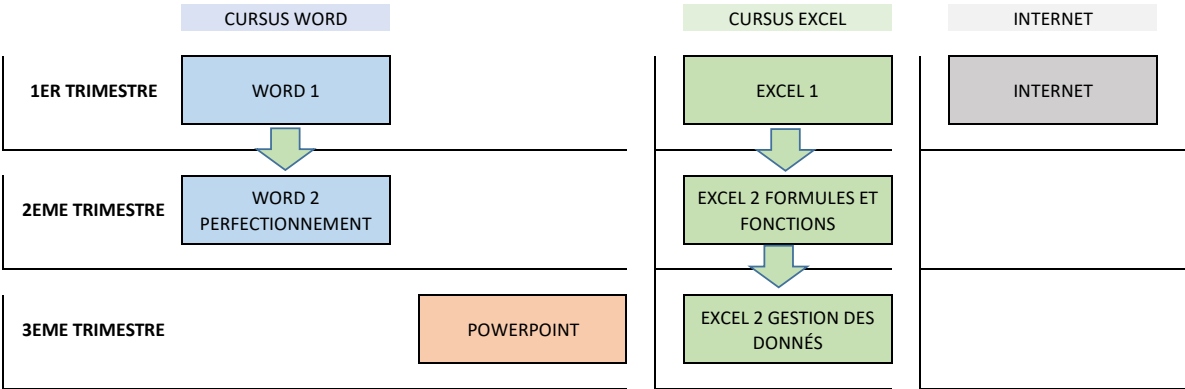 CURSUS WORD
CURSUS EXCEL
INTERNET
1ER TRIMESTRE
WORD 1
EXCEL 1
INTERNET
2EME TRIMESTRE
WORD 2
PERFECTIONNEMENT
EXCEL 2 FORMULES ET
FONCTIONS
3EME TRIMESTRE
POWERPOINT
EXCEL 2 GESTION DES
DONNÉS